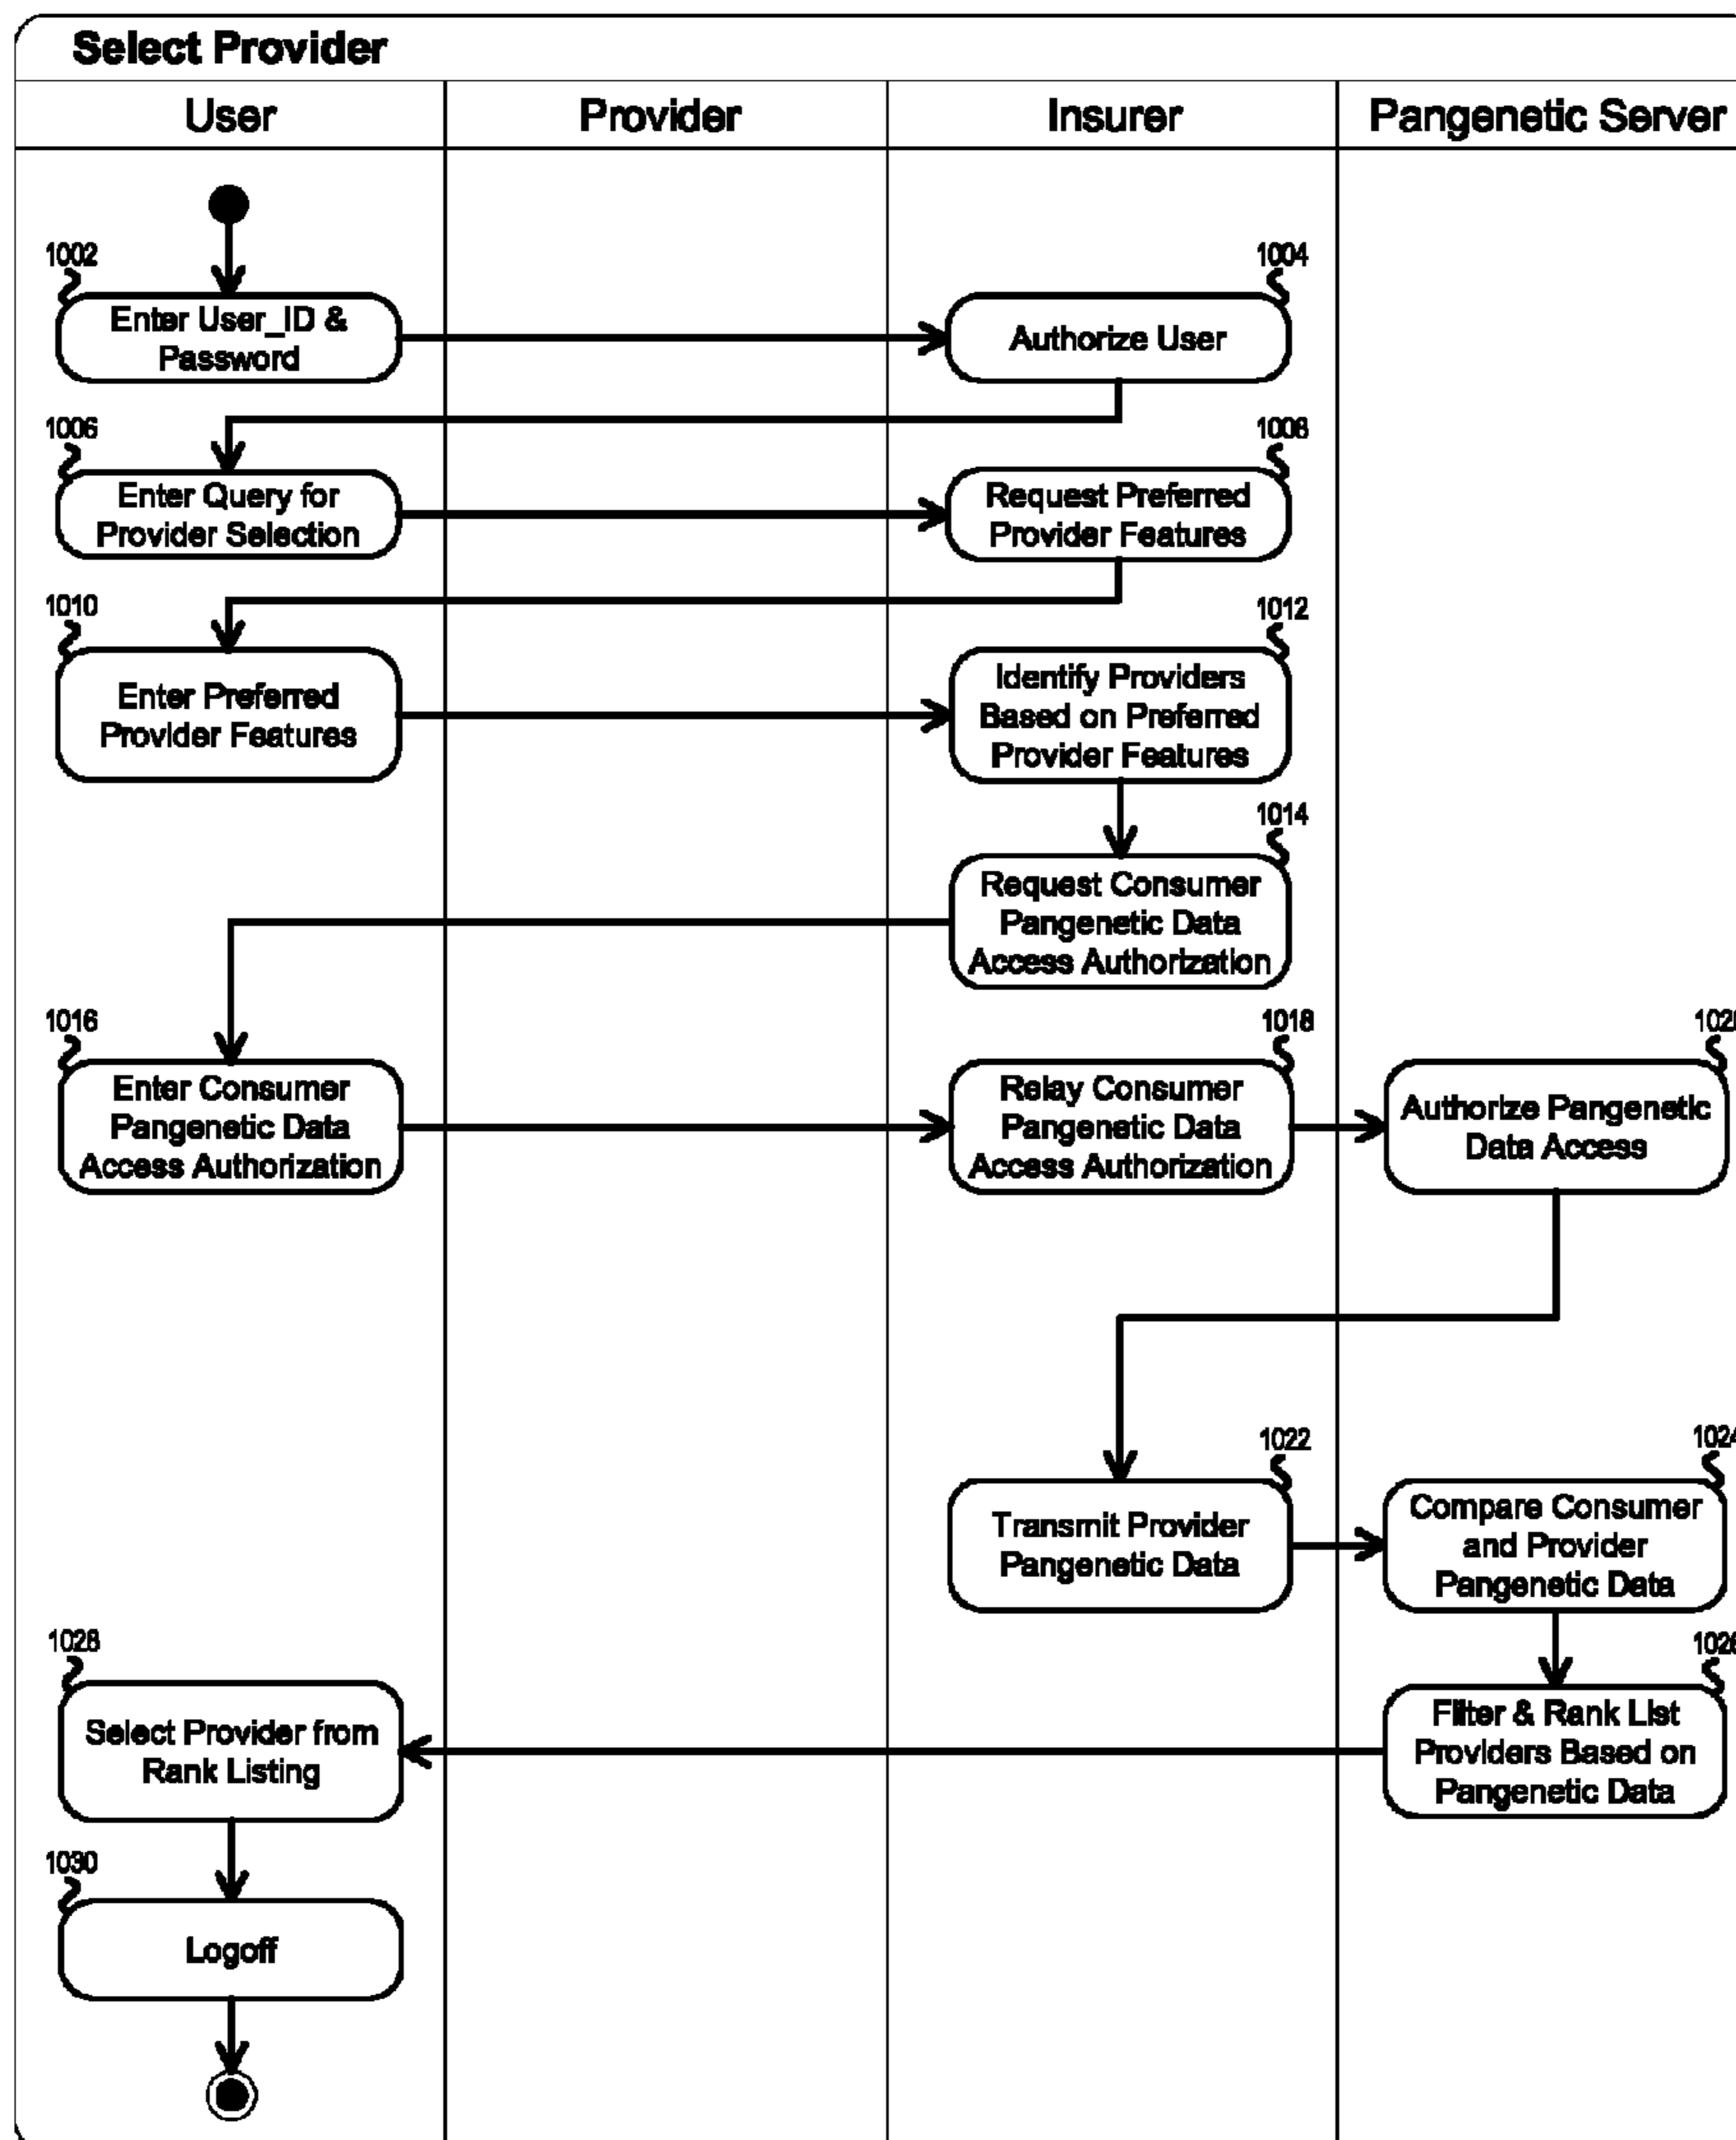 Select Provider
User
Provider
Insurer
Pangenetic Server
1002
Enter User_ID &
Password
1004
Authorize User
1006
Enter Query for
Provider Selection
1008
Request Preferred
Provider Features
1010
Enter Preferred
Provider Features
1012
Identify Providers
Based on Preferred
Provider Features
1014
Request Consumer
Pangenetic Data
Access Authorization
1016
Enter Consumer
Pangenetic Data
Access Authorization
1018
Relay Consumer
Pangenetic Data
Access Authorization
Authorize Pangenetic
Data Access
1022
Transmit Provider
Pangenetic Data
1024
Compare Consumer
and Provider
Pangenetic Data
Filter & Rank List
Providers Based on
Pangenetic Data
1028
Select Provider from
Rank Listing
1030
Logoff